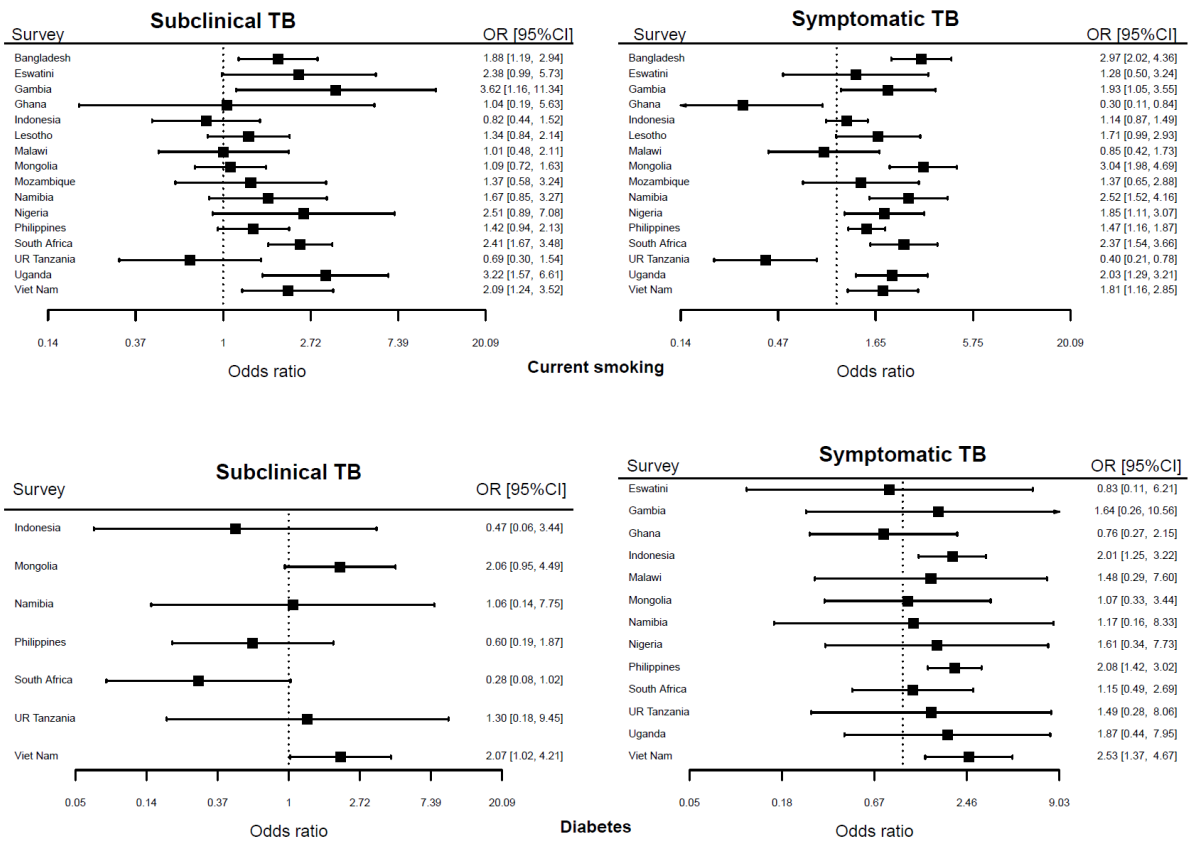 Subclinical TB
Survey OR [95%CI]
Bangladesh 1.88 [1.19, 2.94]
Eswatini 2.38 [0.99, 5.73]
Gambia 3.62 [1.16, 11.34]
Ghana 1.04 [0.19, 5.63]
Indonesia 0.82 [0.44, 1.52]
Lesotho 1.34 [0.84, 2.14]
Malawi 1.01 [0.48, 2.11]
Mongolia 1.09 [0.72, 1.63]
Mozambique 1.37 [0.58, 3.24]
Namibia 1.67 [0.85, 3.27]
Nigeria 2.51 [0.89, 7.08]
Philippines 1.42 [0.94, 2.13]
South Africa 2.41 [1.67, 3.48]
UR Tanzania 0.69 [0.30, 1.54]
Uganda 3.22 [1.57, 6.61]
Viet Nam 2.09 [1.24, 3.52]
0.14 0.37 1 2.72 7.39 20.09
Odds ratio
Symptomatic TB
Survey OR [95%CI]
Bangladesh 2.97 [2.02, 4.36]
Eswatini 1.28 [0.50, 3.24]
Gambia 1.93 [1.05, 3.55]
Ghana 0.30 [0.11, 0.84]
Indonesia 1.14 [0.87, 1.49]
Lesotho 1.71 [0.99, 2.93]
Malawi 0.85 [0.42, 1.73]
Mongolia 3.04 [1.98, 4.69]
Mozambique 1.37 [0.65, 2.88]
Namibia 2.52 [1.52, 4.16]
Nigeria 1.85 [1.11, 3.07]
Philippines 1.47 [1.16, 1.87]
South Africa 2.37 [1.54, 3.66]
UR Tanzania 0.40 [0.21, 0.78]
Uganda 2.03 [1.29, 3.21]
Viet Nam 1.81 [1.16, 2.85]
0.14 0.47 1.65 5.75 20.09
Odds ratio
Current smoking
Subclinical TB
Survey OR [95%CI]
Indonesia 0.47 [0.06, 3.44]
Mongolia 2.06 [0.95, 4.49]
Namibia 1.06 [0.14, 7.75]
Philippines 0.60 [0.19, 1.87]
South Africa 0.28 [0.08, 1.02]
UR Tanzania 1.30 [0.18, 9.45]
Viet Nam 2.07 [1.02, 4.21]
0.05 0.14 0.37 1 2.72 7.39 20.09
Odds ratio
Symptomatic TB
Survey OR [95%CI]
Eswatini 0.83 [0.11, 6.21]
Gambia 1.64 [0.26, 10.56]
Ghana 0.76 [0.27, 2.15]
Indonesia 2.01 [1.25, 3.22]
Malawi 1.48 [0.29, 7.60]
Mongolia 1.07 [0.33, 3.44]
Namibia 1.17 [0.16, 8.33]
Nigeria 1.61 [0.34, 7.73]
Philippines 2.08 [1.42, 3.02]
South Africa 1.15 [0.49, 2.69]
UR Tanzania 1.49 [0.28, 8.06]
Uganda 1.87 [0.44, 7.95]
Viet Nam 2.53 [1.37, 4.67]
0.05 0.18 0.67 2.46 9.03
Odds ratio
Diabetes